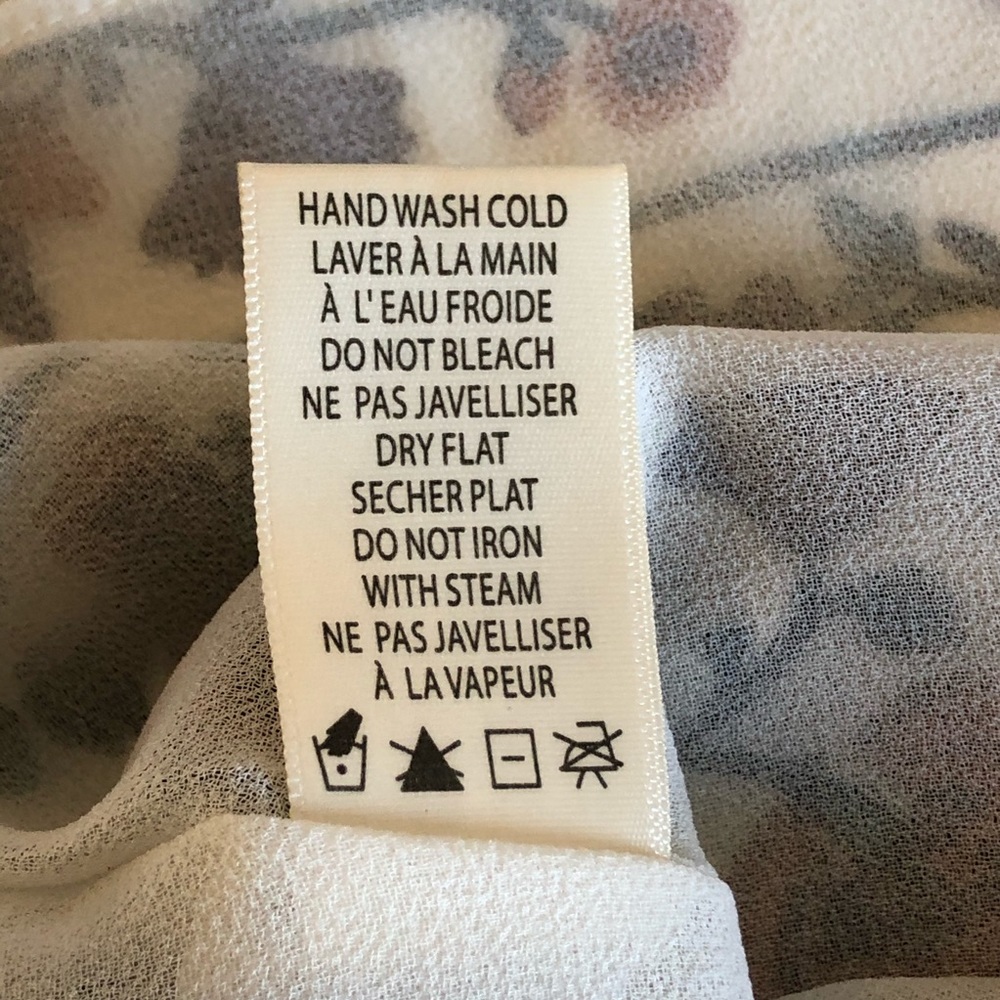 HAND WASH COLD
LAVER À LA MAIN
À L'EAU FROIDE
DO NOT BLEACH
NE PAS JAVELLISER
DRY FLAT
SECHER PLAT
DO NOT IRON
WITH STEAM
NE PAS JAVELLISER
À LA VAPEUR